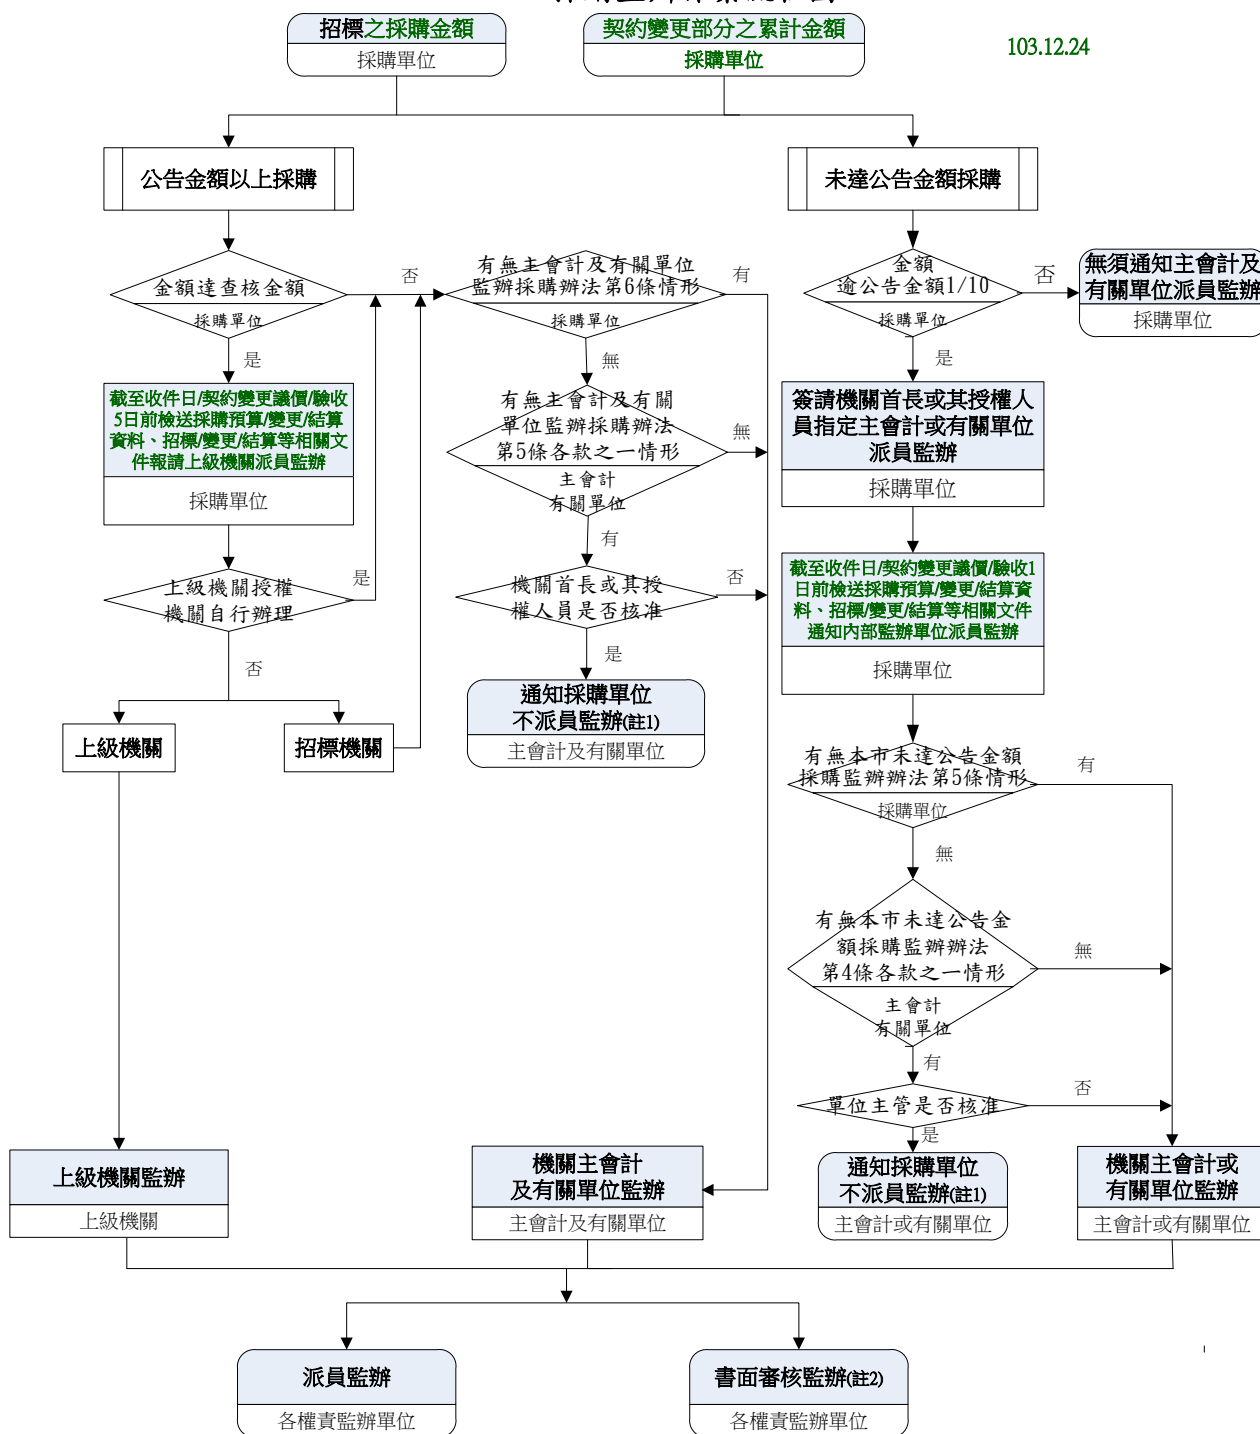 招標之採購金額
採購單位
契約變更部分之累計金額
採購單位
103.12.24
公告金額以上採購
未達公告金額採購
金額達查核金額
採購單位
否
是
有無主會計及有關單位
監辦採購辦法第6條情形
採購單位
有
無
金額
逾公告金額1/10
採購單位
否
是
無須通知主會計及
有關單位派員監辦
採購單位
截至收件日/契約變更議價/驗收
5日前檢送採購預算/變更/結算
資料、招標/變更/結算等相關文
件報請上級機關派員監辦
採購單位
有無主會計及有關
單位監辦採購辦法
第5條各款之一情形
主會計
有關單位
無
有
簽請機關首長或其授權人
員指定主會計或有關單位
派員監辦
採購單位
上級機關授權
機關自行辦理
是
否
機關首長或其授
權人員是否核准
否
是
截至收件日/契約變更議價/驗收1
日前檢送採購預算/變更/結算資
料、招標/變更/結算等相關文件
通知內部監辦單位派員監辦
採購單位
上級機關
招標機關
通知採購單位
不派員監辦(註1)
主會計及有關單位
有無本市未達公告金額
採購監辦辦法第5條情形
採購單位
有
無
有無本市未達公告金
額採購監辦辦法
第4條各款之一情形
主會計
有關單位
無
有
單位主管是否核准
否
是
上級機關監辦
上級機關
機關主會計
及有關單位監辦
主會計及有關單位
通知採購單位
不派員監辦(註1)
主會計或有關單位
機關主會計或
有關單位監辦
主會計或有關單位
派員監辦
各權責監辦單位
書面審核監辦(註2)
各權責監辦單位